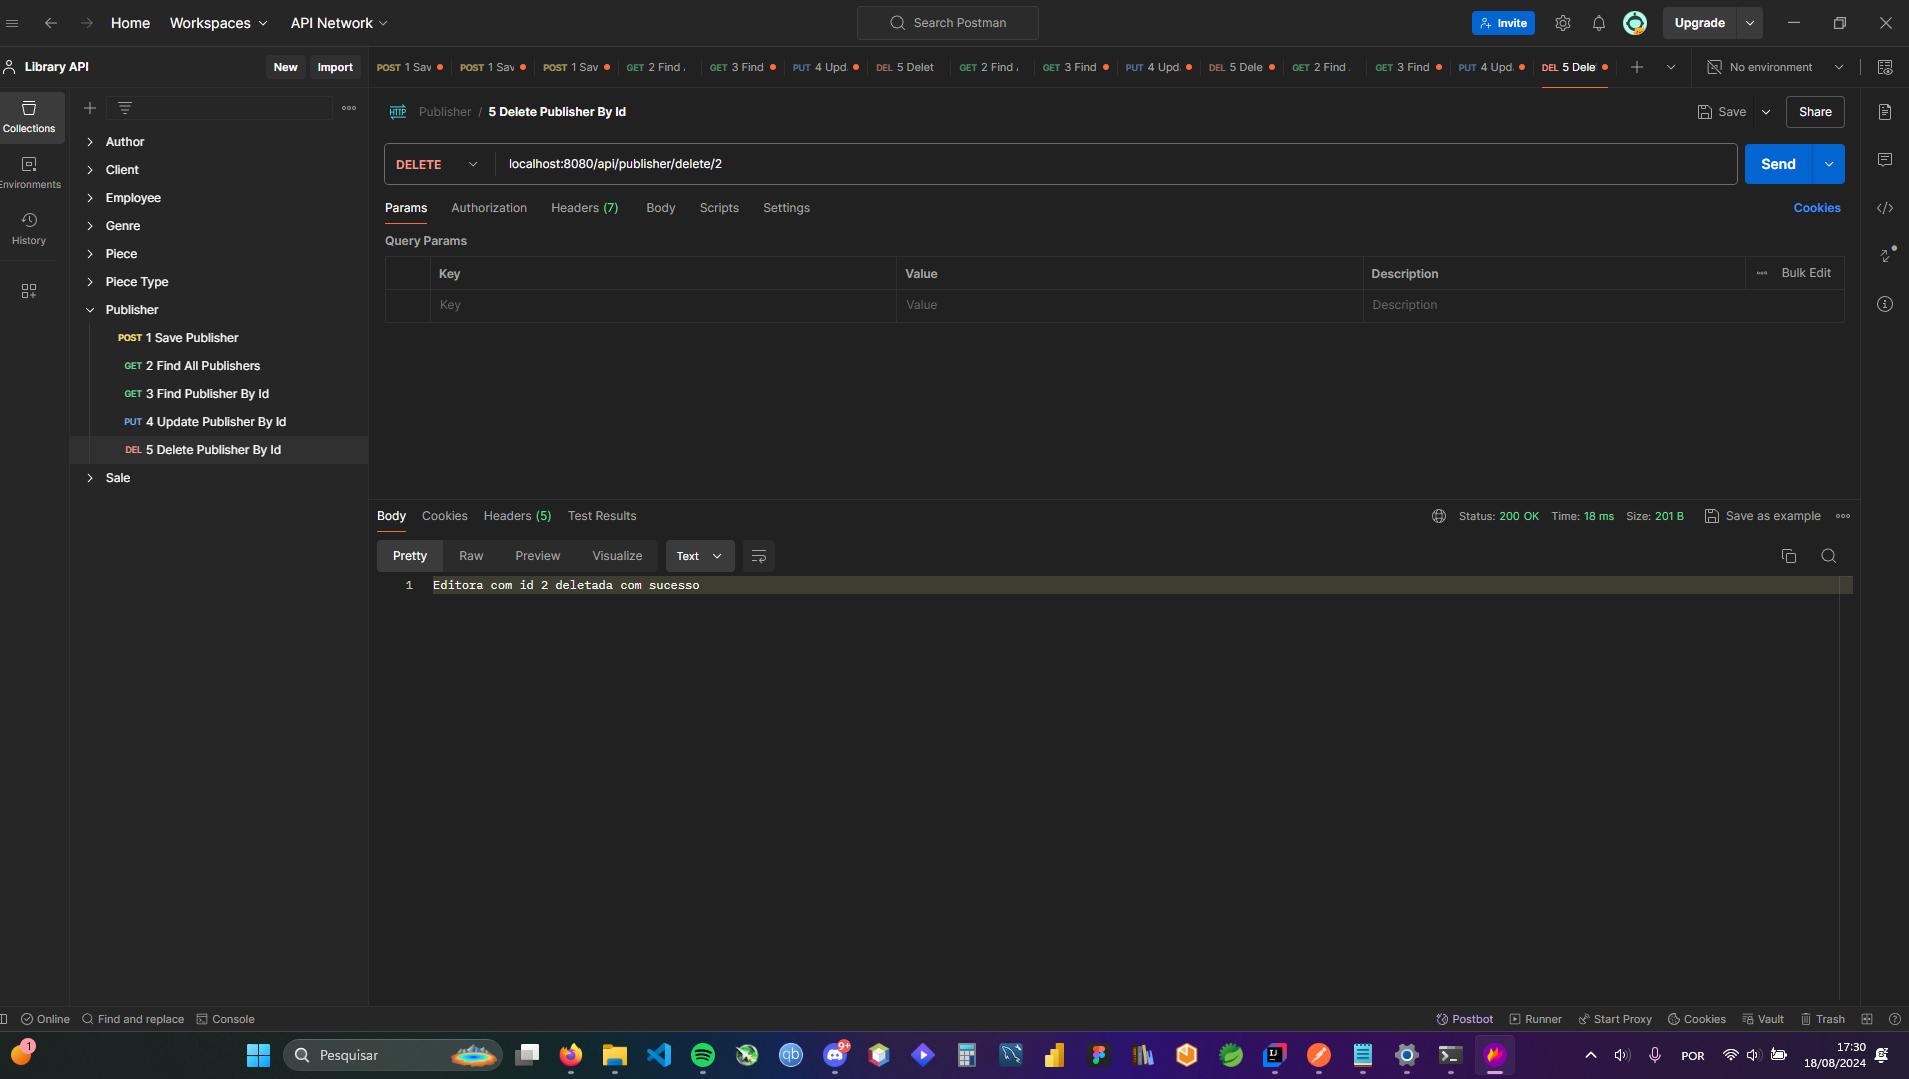 Home
Workspaces
API Network
Search Postman
Invite
Upgrade
Library API
New
Import
POST 1 Sav
POST 1 Sav
POST 1 Sav
GET 2 Find
GET 3 Find
PUT 4 Upd
DEL 5 Delet
GET 2 Find
GET 3 Find
PUT 4 Upd
DEL 5 Dele
GET 2 Find
GET 3 Find
PUT 4 Upd
DEL 5 Dele
No environment
Collections
Environments
History
Author
Client
Employee
Genre
Piece
Piece Type
Publisher
POST 1 Save Publisher
GET 2 Find All Publishers
GET 3 Find Publisher By Id
PUT 4 Update Publisher By Id
DEL 5 Delete Publisher By Id
Sale
HTTP Publisher / 5 Delete Publisher By Id
Save
Share
DELETE
localhost:8080/api/publisher/delete/2
Send
Params
Authorization
Headers (7)
Body
Scripts
Settings
Cookies
Query Params
Key
Value
Description
Bulk Edit
Key
Value
Description
Body
Cookies
Headers (5)
Test Results
Status: 200 OK
Time: 18 ms
Size: 201 B
Save as example
Pretty
Raw
Preview
Visualize
Text
1 Editora com id 2 deletada com sucesso
Online
Find and replace
Console
Postbot
Runner
Start Proxy
Cookies
Vault
Trash
1
Pesquisar
qb
9+
IJ
POR
17:30
18/08/2024